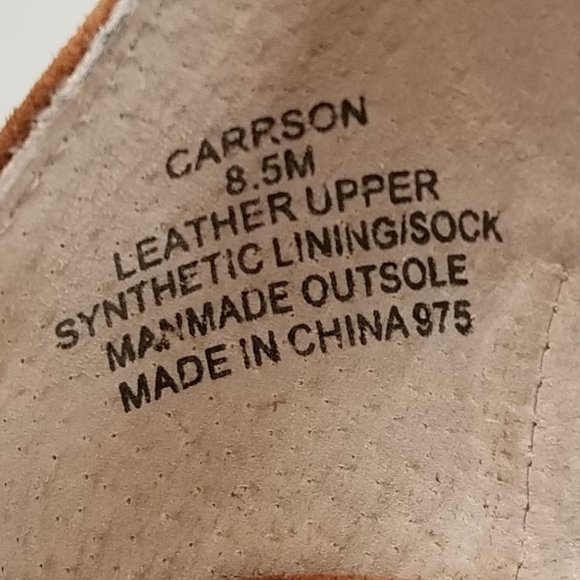 CARRSON
8.5M
LEATHER UPPER
SYNTHETIC LINING/SOCK
MANMADE OUTSOLE
MADE IN CHINA 975